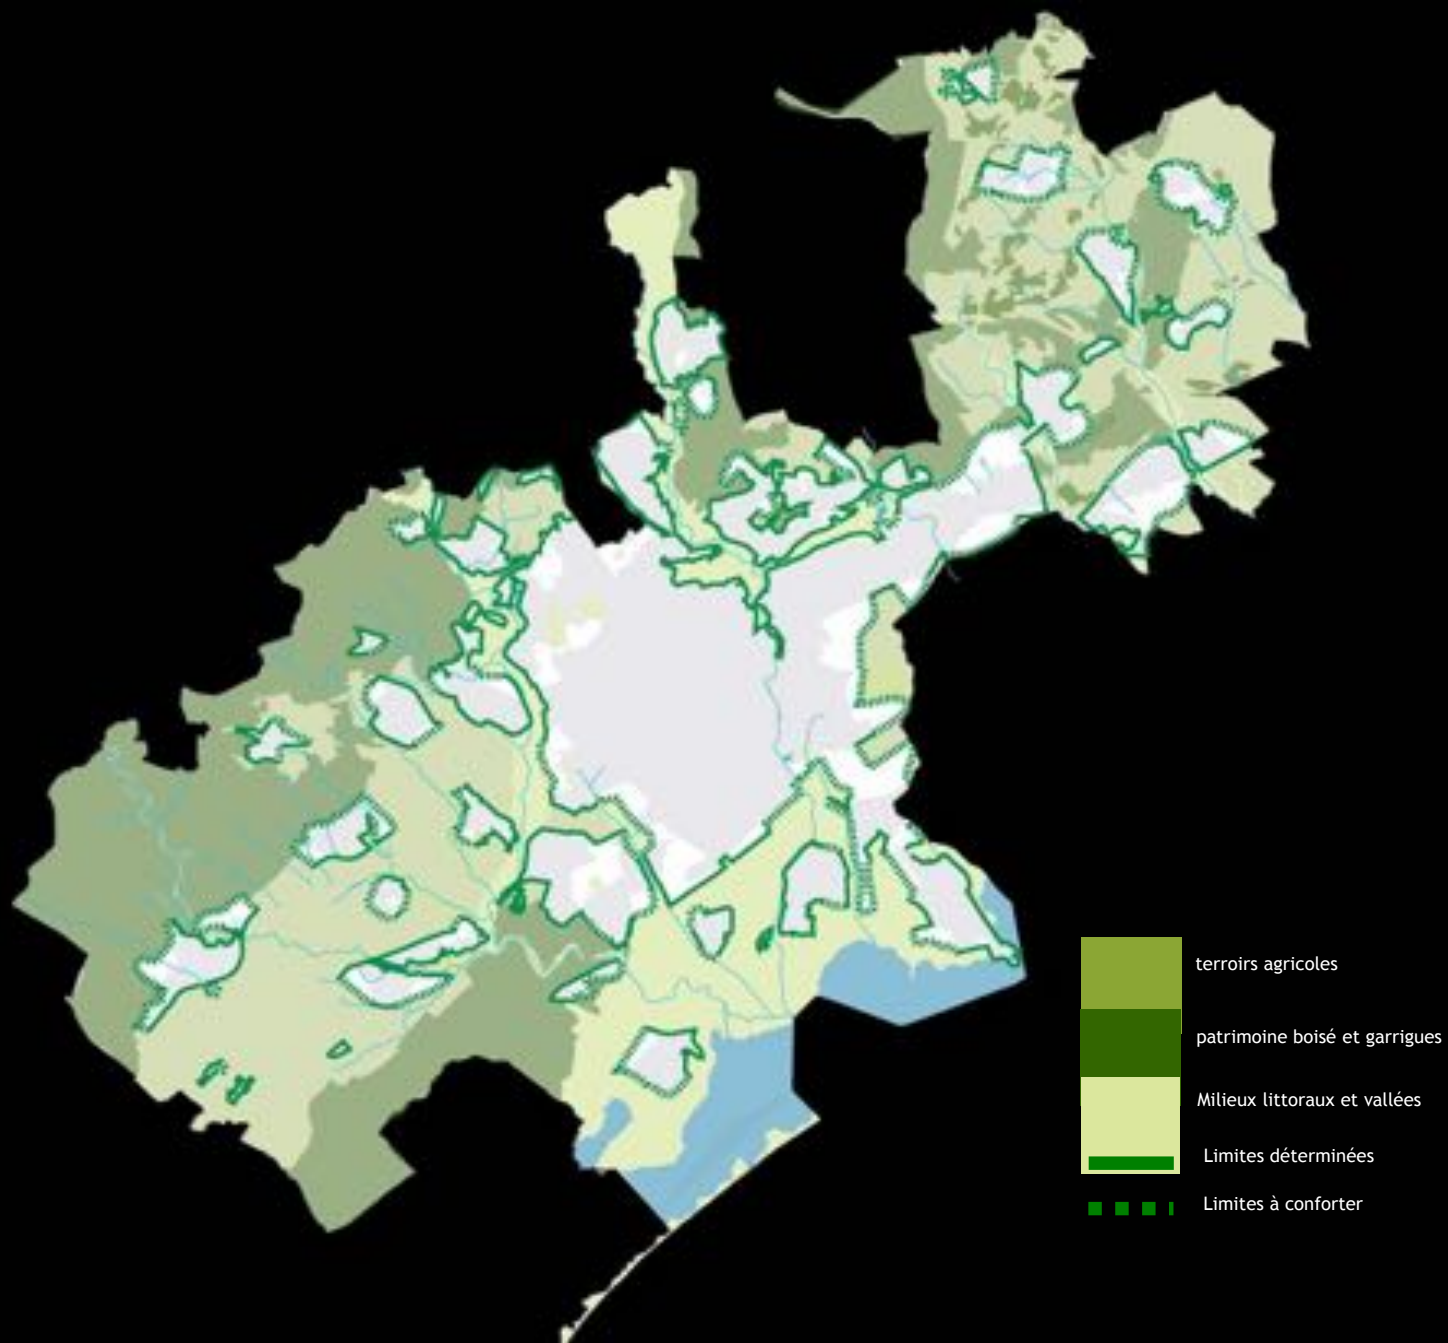 terroirs agricoles
patrimoine boisé et garrigues
Milieux littoraux et vallées
Limites déterminées
Limites à conforter